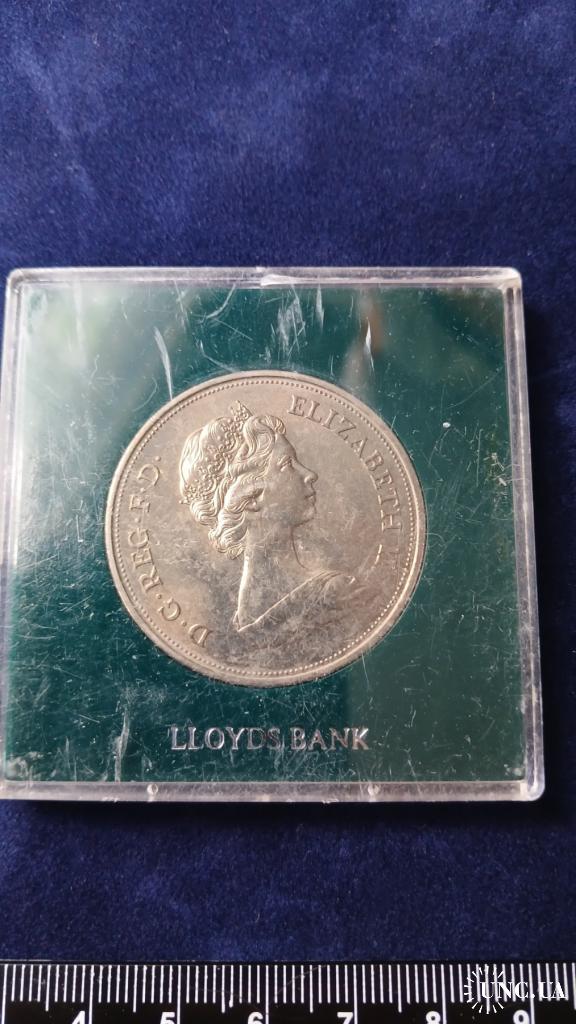 D·G·REG·F·D· ELIZABETH II
LLOYDS BANK
4 5 6 7 8 9
UNC.UA